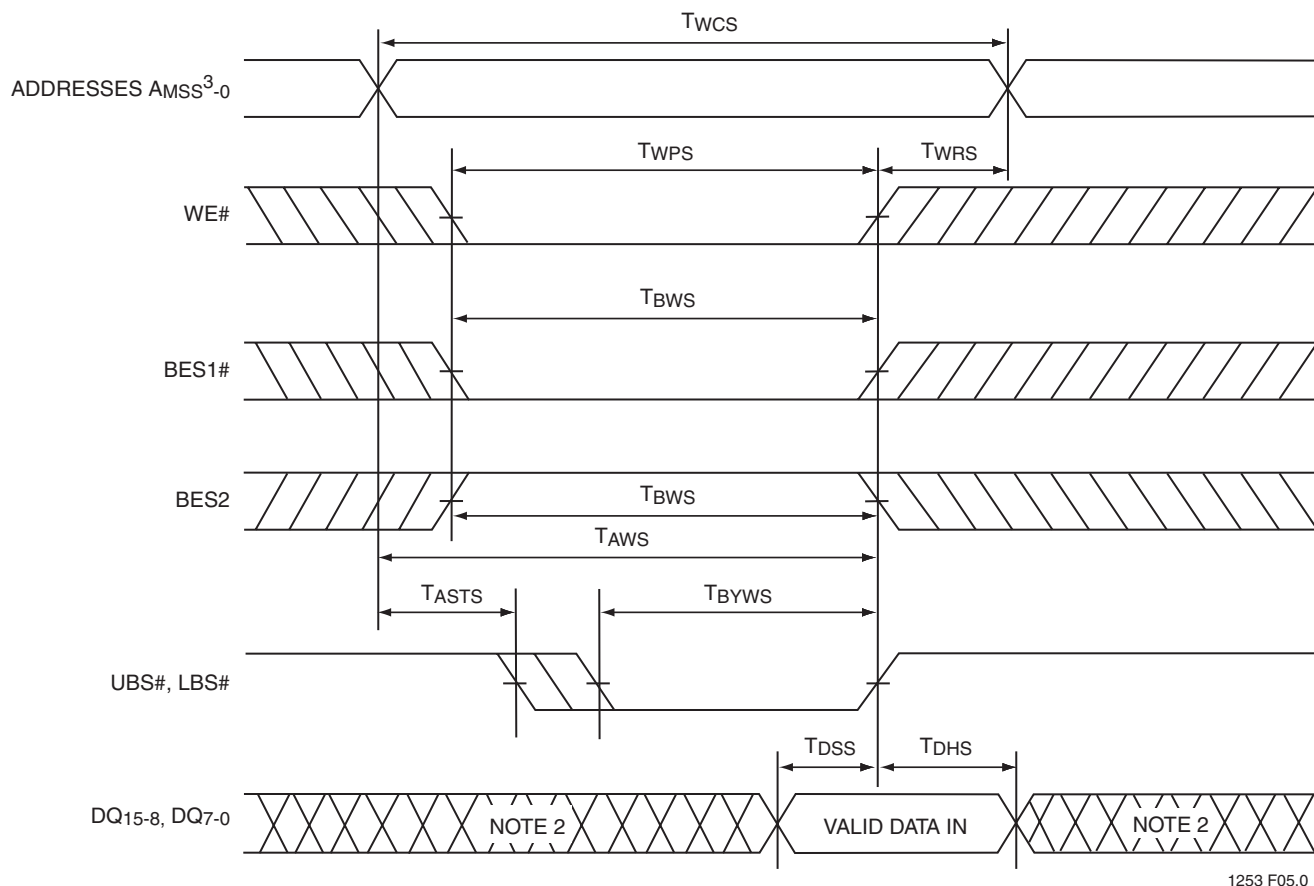 TWCS
ADDRESSES AMSS3-0
TWPS
TWRS
WE#
TBWS
BES1#
BES2
TBWS
TAWS
TASTS
TBYWS
UBS#, LBS#
TDSS
TDHS
DQ15-8, DQ7-0
NOTE 2
VALID DATA IN
NOTE 2
1253 F05.0